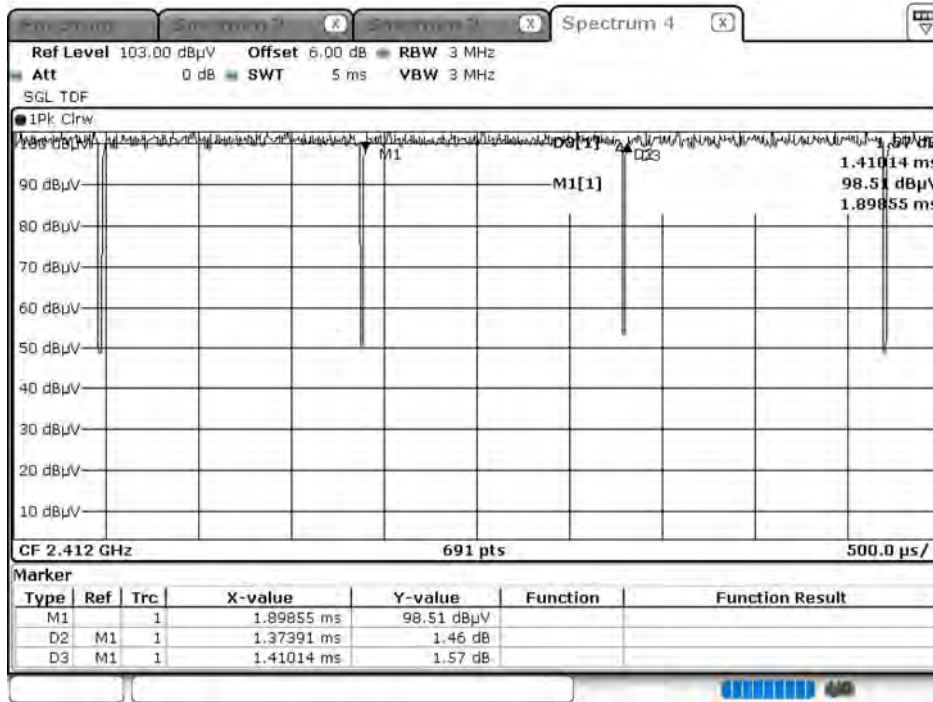 Spectrum 4
Ref Level 103.00 dBµV Offset 6.00 dB RBW 3 MHz
Att 0 dB SWT 5 ms VBW 3 MHz
SGL TDF
1Pk Clrw
M1
D3[1]
1.41014 ms
90 dBµV
M1[1]
98.51 dBµV
1.89855 ms
80 dBµV
70 dBµV
60 dBµV
50 dBµV
40 dBµV
30 dBµV
20 dBµV
10 dBµV
CF 2.412 GHz 691 pts 500.0 µs/
Marker
Type Ref Trc X-value Y-value Function Function Result
M1 1 1.89855 ms 98.51 dBµV
D2 M1 1 1.37391 ms 1.46 dB
D3 M1 1 1.41014 ms 1.57 dB